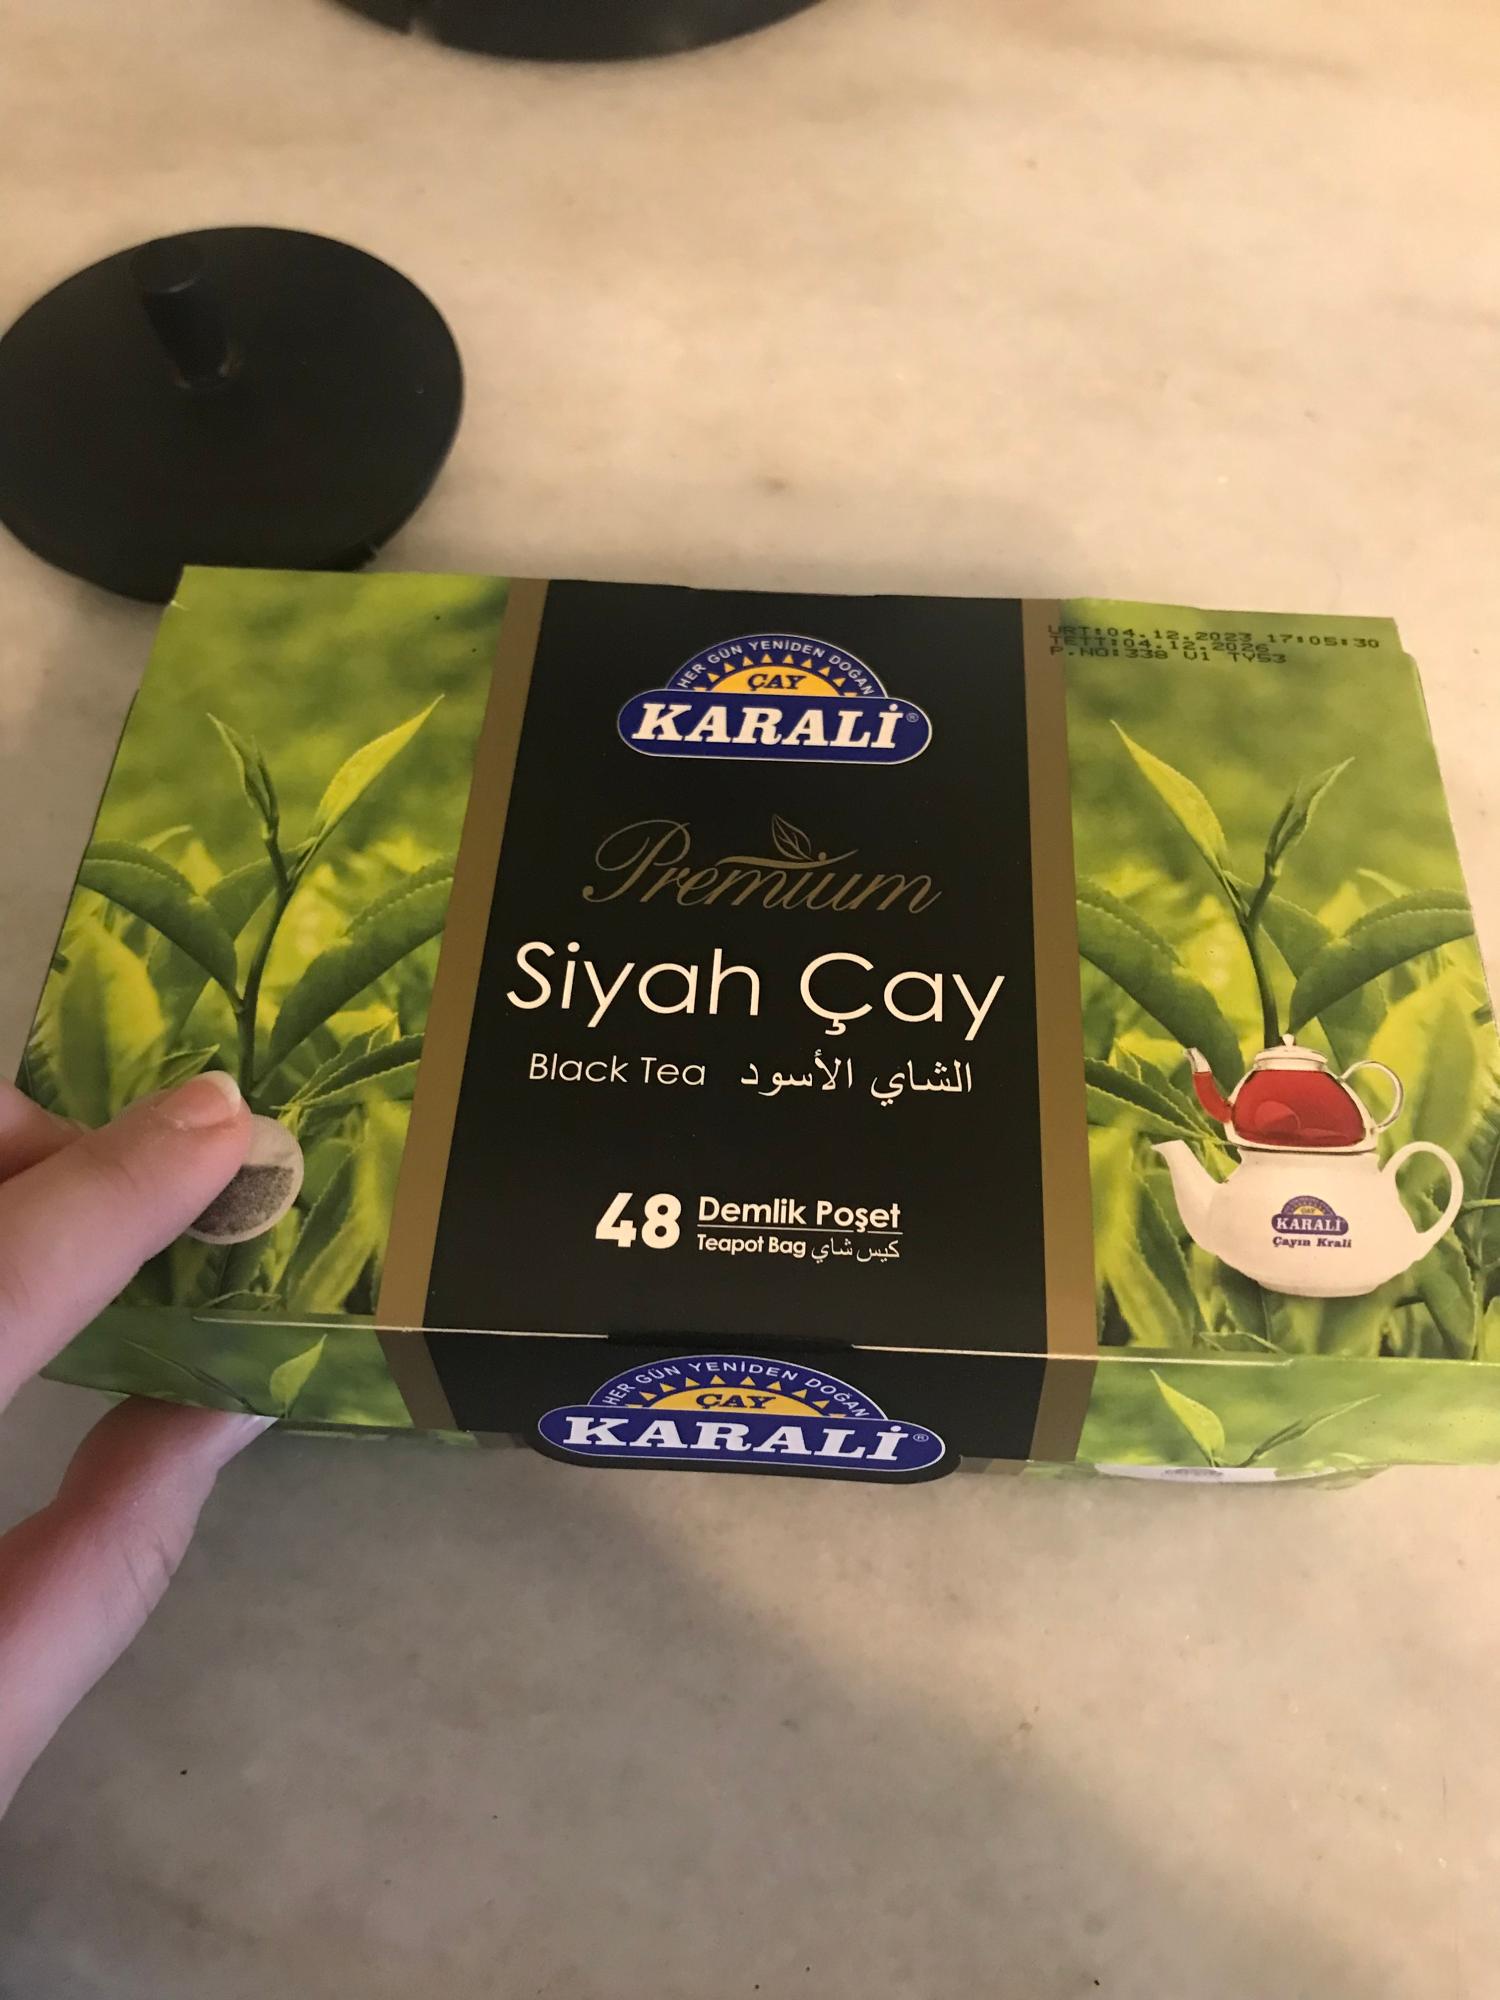 URT:04.12.2023 17:05:30
TETT:04.12.2026
P.NO:338 V1 TY53
HER GÜN YENİDEN DOĞAN
ÇAY
KARALİ®
Premium
Siyah Çay
Black Tea الشاي الأسود
48 Demlik Poşet
Teapot Bag كيس شاي
ÇAY
KARALİ
Çayın Kralı
HER GÜN YENİDEN DOĞAN
ÇAY
KARALİ®